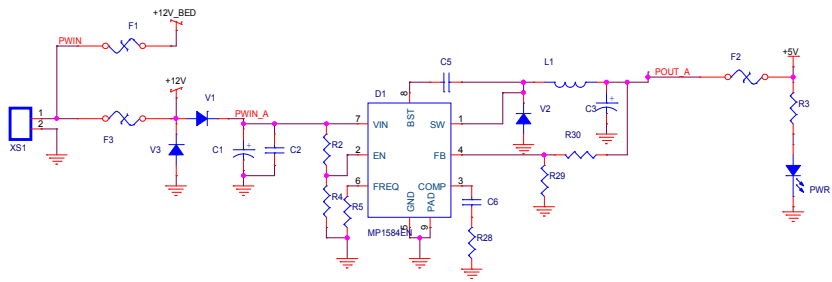 +12V_BED
F1
PWIN
+12V
F3
V1
PWIN_A
XS1
1
2
V3
C1
C2
R2
R4
R5
D1
MP1584EN
7
VIN
2
EN
6
FREQ
8
BST
SW
1
FB
4
COMP
3
GND
5
PAD
9
C5
L1
V2
C3
R30
R29
C6
R28
POUT_A
F2
+5V
R3
PWR